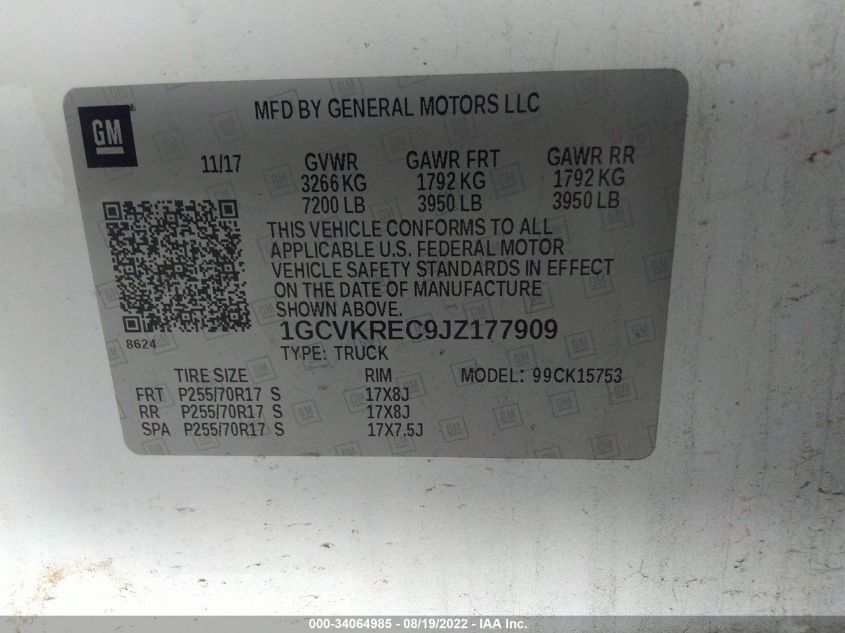 GM
MFD BY GENERAL MOTORS LLC
11/17 GVWR GAWR FRT GAWR RR
3266 KG 1792 KG 1792 KG
7200 LB 3950 LB 3950 LB
THIS VEHICLE CONFORMS TO ALL
APPLICABLE U.S. FEDERAL MOTOR
VEHICLE SAFETY STANDARDS IN EFFECT
ON THE DATE OF MANUFACTURE
SHOWN ABOVE.
8624
1GCVKREC9JZ177909
TYPE: TRUCK
TIRE SIZE RIM MODEL: 99CK15753
FRT P255/70R17 S 17X8J
RR P255/70R17 S 17X8J
SPA P255/70R17 S 17X7.5J
000-34064985 - 08/19/2022 - IAA Inc.